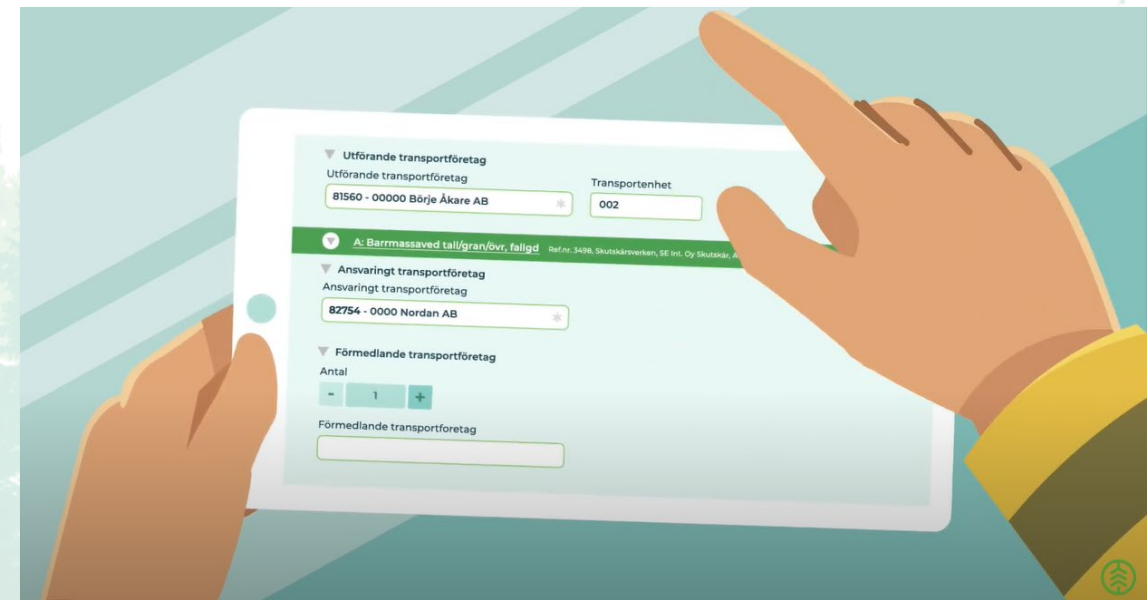 Utförande transportföretag
Utförande transportföretag
Transportenhet
81560 - 00000 Börje Åkare AB *
002
A: Barrmassaved tall/gran/övr, fallgd Ref.nr. 3498, Skutskärsverken, SE Int. Oy Skutskär, A
Ansvaringt transportföretag
Ansvaringt transportföretag
82754 - 0000 Nordan AB *
Förmedlande transportföretag
Antal
- 1 +
Förmedlande transportforetag